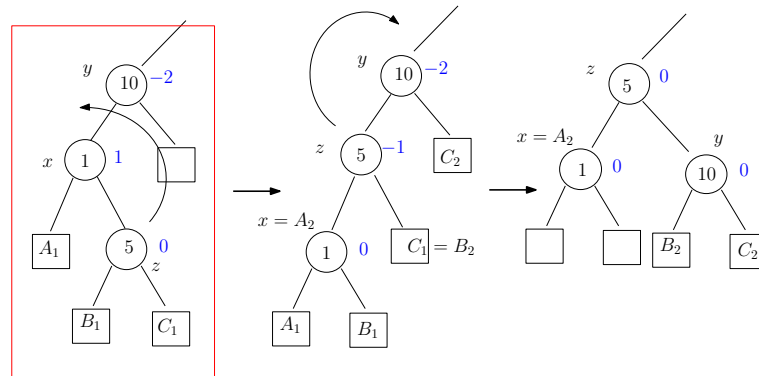 y
10 −2
x
1 1
A₁
5 0
z
B₁ C₁
y
10 −2
z
5 −1
C₂
x = A₂
1 0
C₁ = B₂
A₁ B₁
z
5 0
x = A₂
1 0
y
10 0
B₂ C₂